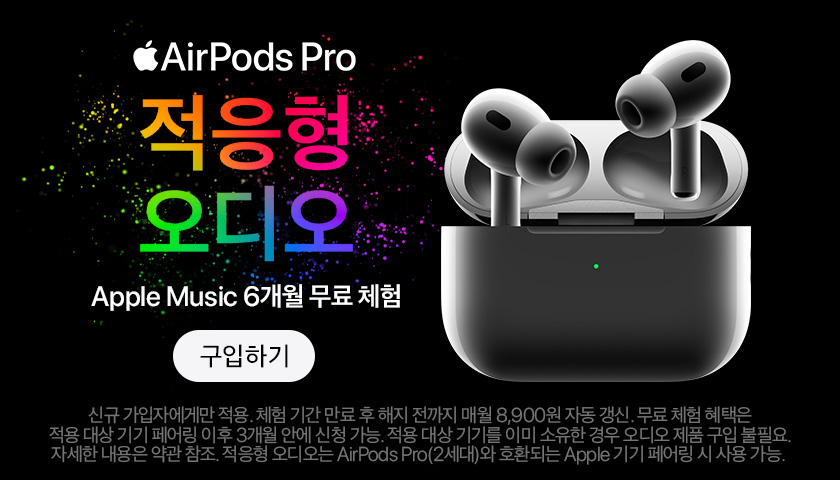 AirPods Pro
적응형
오디오
Apple Music 6개월 무료 체험
구입하기
신규 가입자에게만 적용. 체험 기간 만료 후 해지 전까지 매월 8,900원 자동 갱신. 무료 체험 혜택은
적용 대상 기기 페어링 이후 3개월 안에 신청 가능. 적용 대상 기기를 이미 소유한 경우 오디오 제품 구입 불필요.
자세한 내용은 약관 참조. 적응형 오디오는 AirPods Pro(2세대)와 호환되는 Apple 기기 페어링 시 사용 가능.